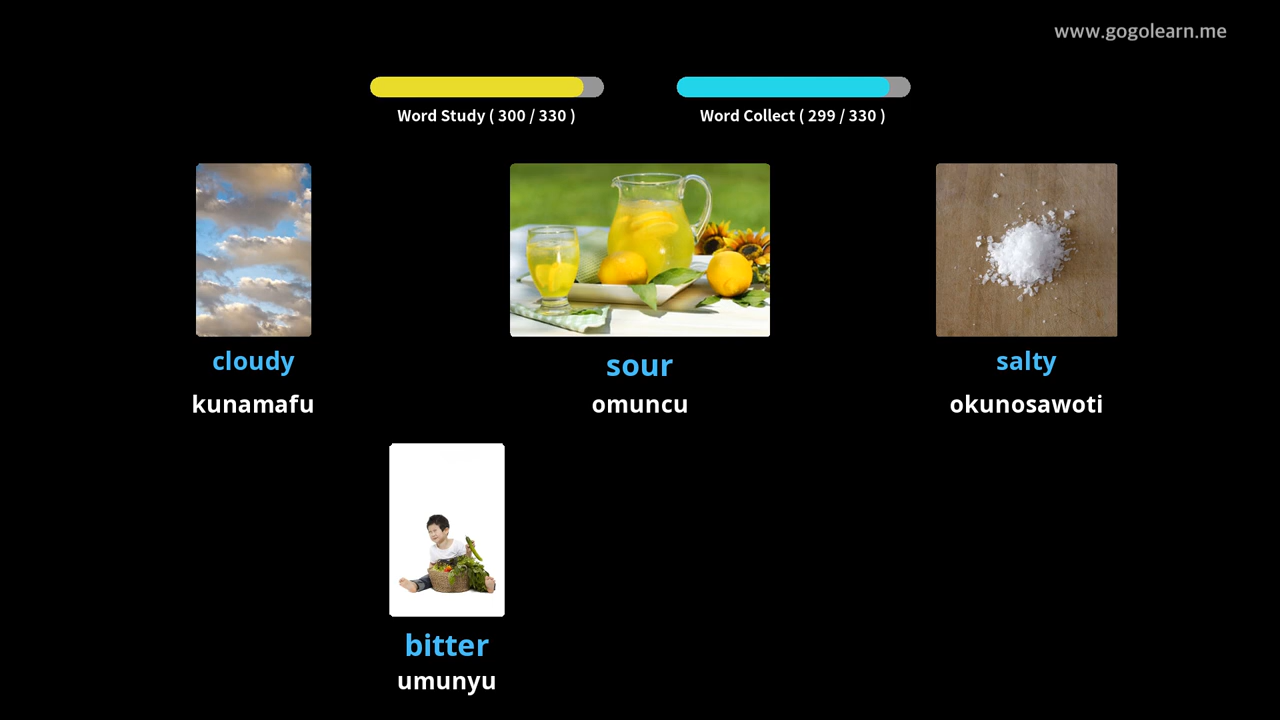 www.gogolearn.me
Word Study ( 300 / 330 )
Word Collect ( 299 / 330 )
cloudy
kunamafu
sour
omuncu
salty
okunosawoti
bitter
umunyu